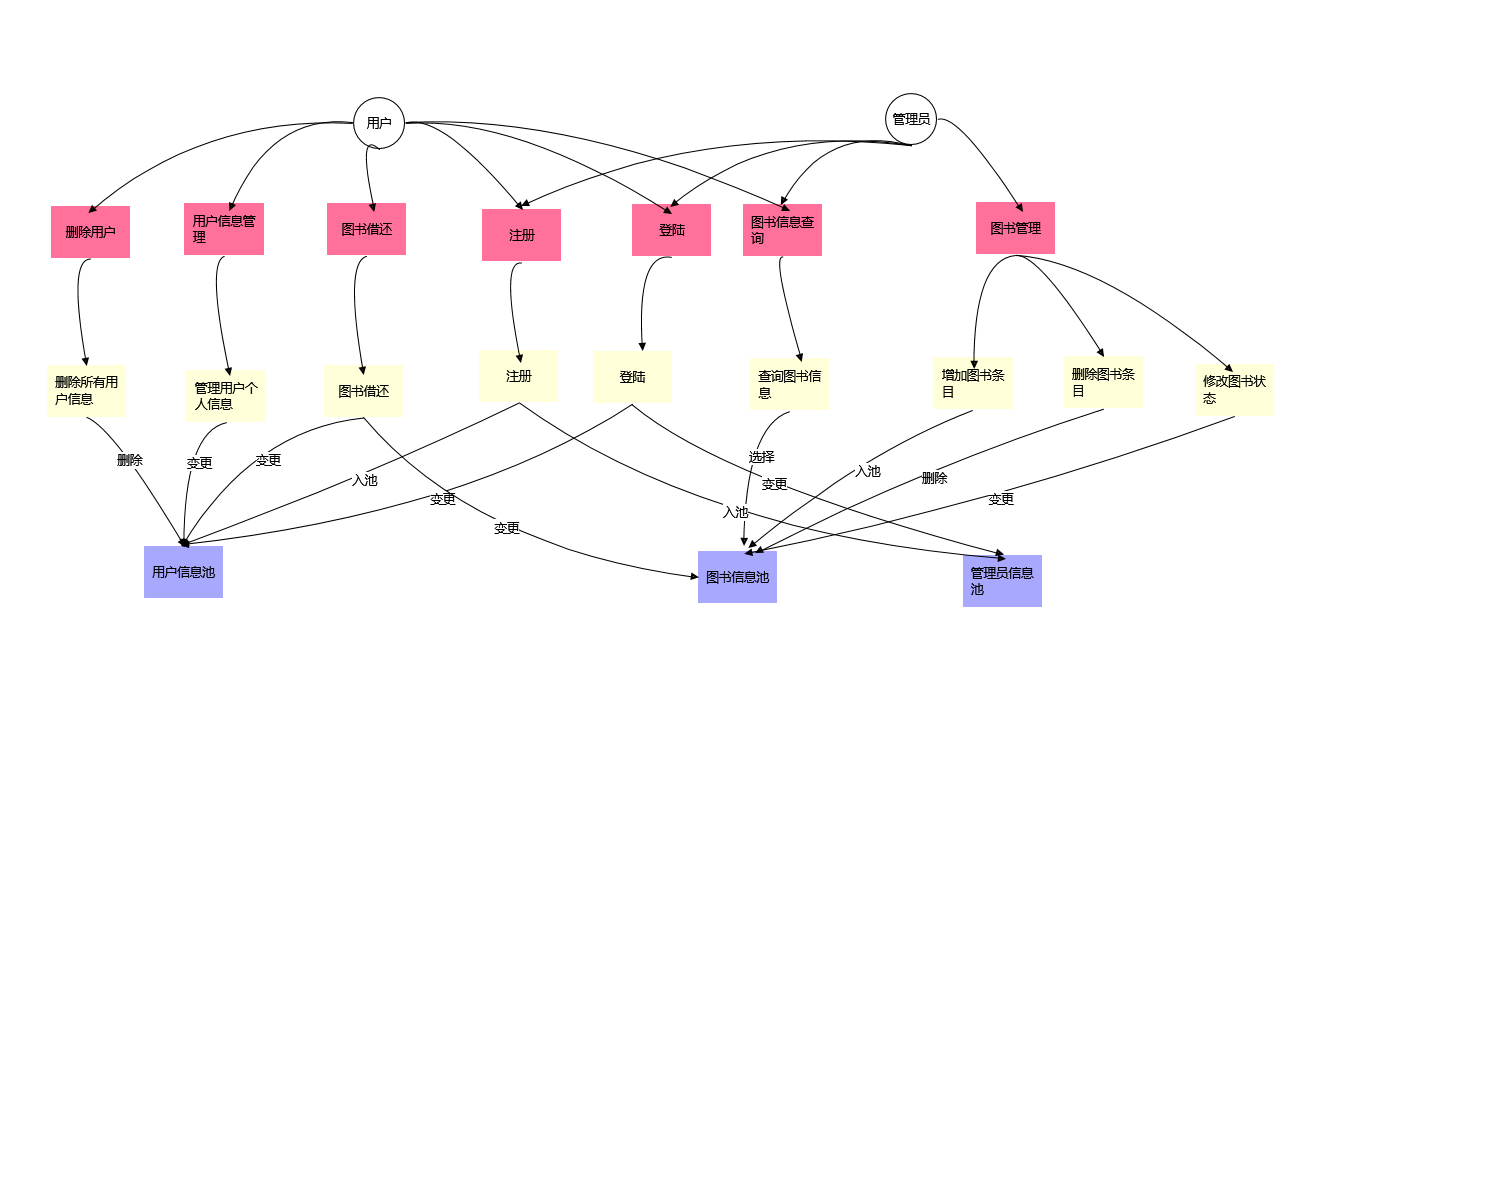 用户
管理员
删除用户
用户信息管
理
图书借还
注册
登陆
图书信息查
询
图书管理
删除所有用
户信息
管理用户个
人信息
图书借还
注册
登陆
查询图书信
息
增加图书条
目
删除图书条
目
修改图书状
态
删除
变更
变更
入池
变更
变更
选择
变更
入池
入池
删除
变更
用户信息池
图书信息池
管理员信息
池